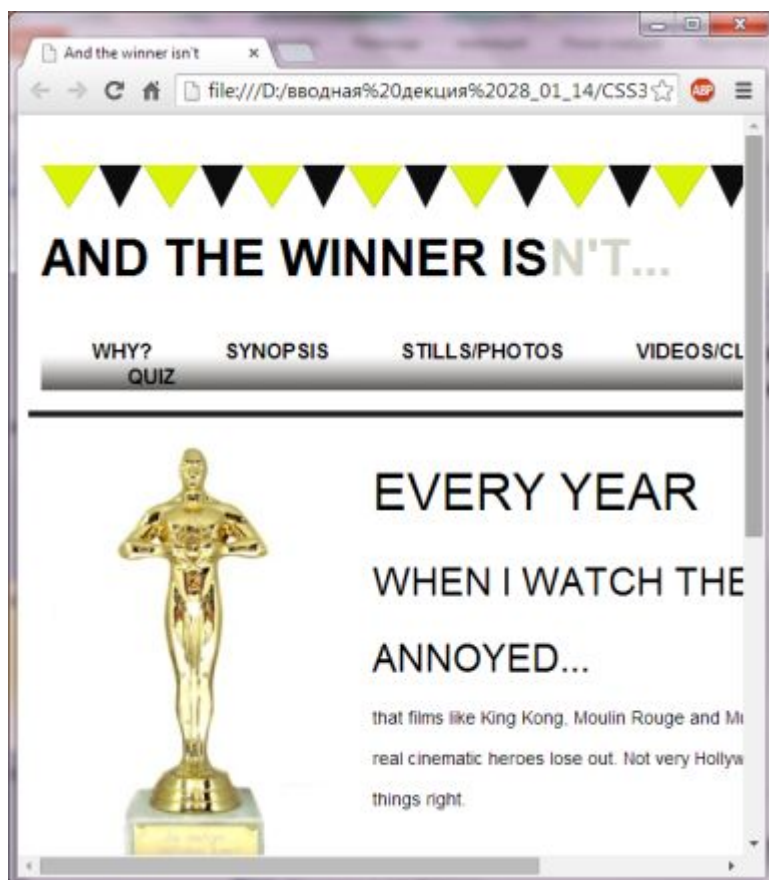 And the winner isn't
file:///D:/вводная%20декция%2028_01_14/CSS3
ABP
AND THE WINNER ISN'T...
WHY? SYNOPSIS STILLS/PHOTOS VIDEOS/CL
QUIZ
EVERY YEAR
WHEN I WATCH THE
ANNOYED...
that films like King Kong, Moulin Rouge and Mu
real cinematic heroes lose out. Not very Hollyw
things right.